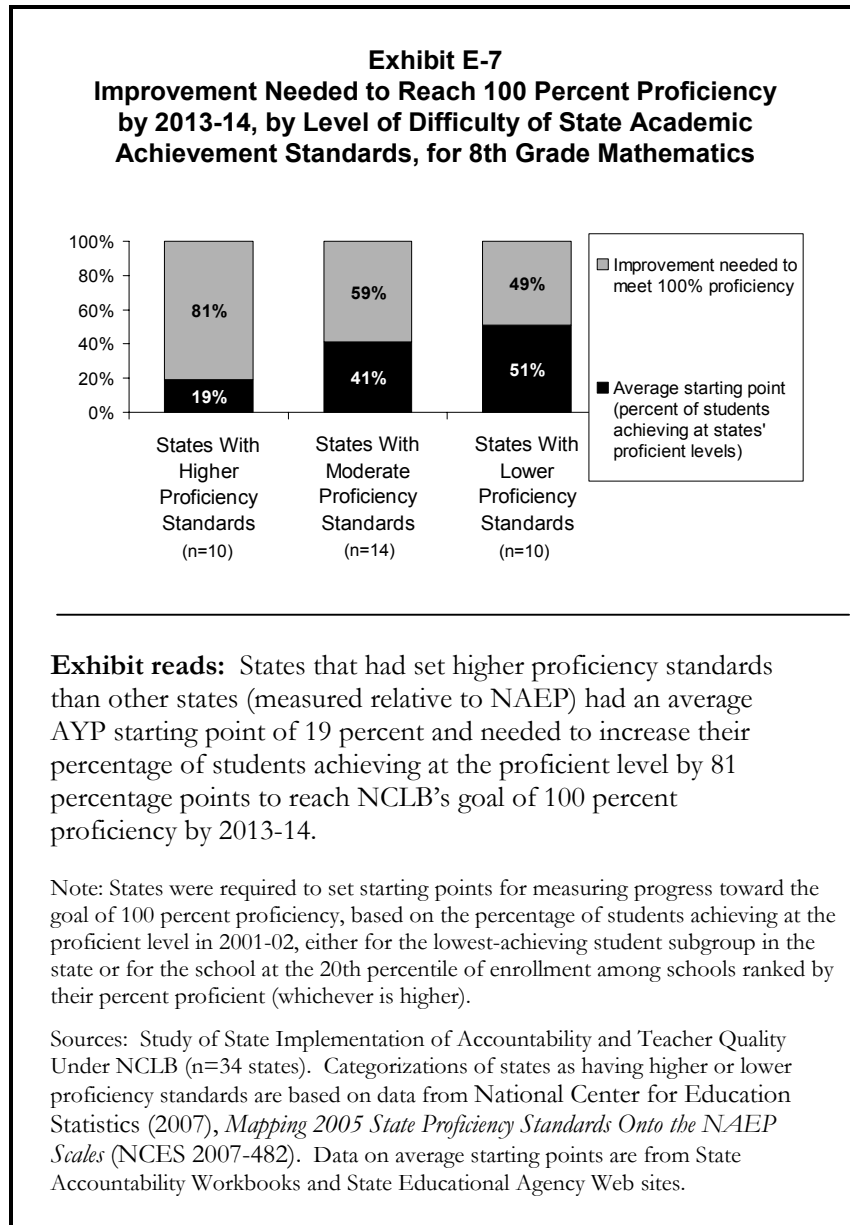 Exhibit E-7
Improvement Needed to Reach 100 Percent Proficiency
by 2013-14, by Level of Difficulty of State Academic
Achievement Standards, for 8th Grade Mathematics
100%
80%
60%
40%
20%
0%
81%
19%
59%
41%
49%
51%
States With
Higher
Proficiency
Standards
(n=10)
States With
Moderate
Proficiency
Standards
(n=14)
States With
Lower
Proficiency
Standards
(n=10)
Improvement needed to
meet 100% proficiency
Average starting point
(percent of students
achieving at states'
proficient levels)
Exhibit reads: States that had set higher proficiency standards
than other states (measured relative to NAEP) had an average
AYP starting point of 19 percent and needed to increase their
percentage of students achieving at the proficient level by 81
percentage points to reach NCLB's goal of 100 percent
proficiency by 2013-14.
Note: States were required to set starting points for measuring progress toward the
goal of 100 percent proficiency, based on the percentage of students achieving at the
proficient level in 2001-02, either for the lowest-achieving student subgroup in the
state or for the school at the 20th percentile of enrollment among schools ranked by
their percent proficient (whichever is higher).
Sources: Study of State Implementation of Accountability and Teacher Quality
Under NCLB (n=34 states). Categorizations of states as having higher or lower
proficiency standards are based on data from National Center for Education
Statistics (2007), Mapping 2005 State Proficiency Standards Onto the NAEP
Scales (NCES 2007-482). Data on average starting points are from State
Accountability Workbooks and State Educational Agency Web sites.